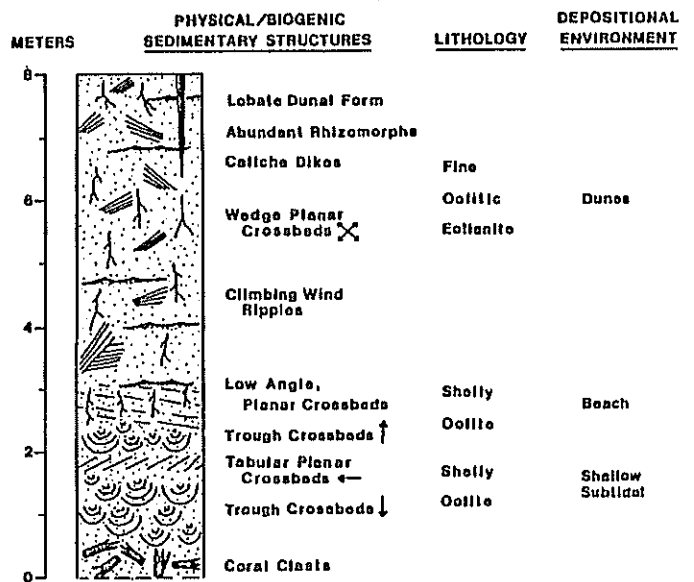 PHYSICAL/BIOGENIC
SEDIMENTARY STRUCTURES
DEPOSITIONAL
ENVIRONMENT
METERS
LITHOLOGY
8
Lobate Dunal Form
Abundant Rhizomorphs
Caliche Dikes
Fine
6
Oolitic
Dunes
Wedge Planar
Crossbeds
Eolianite
Climbing Wind
Ripples
4
Low Angle,
Planar Crossbeds
Shelly
Beach
Oolite
2
Trough Crossbeds
Tabular Planar
Crossbeds
Shelly
Shallow
Subtidal
Trough Crossbeds
Oolite
0
Coral Clasts